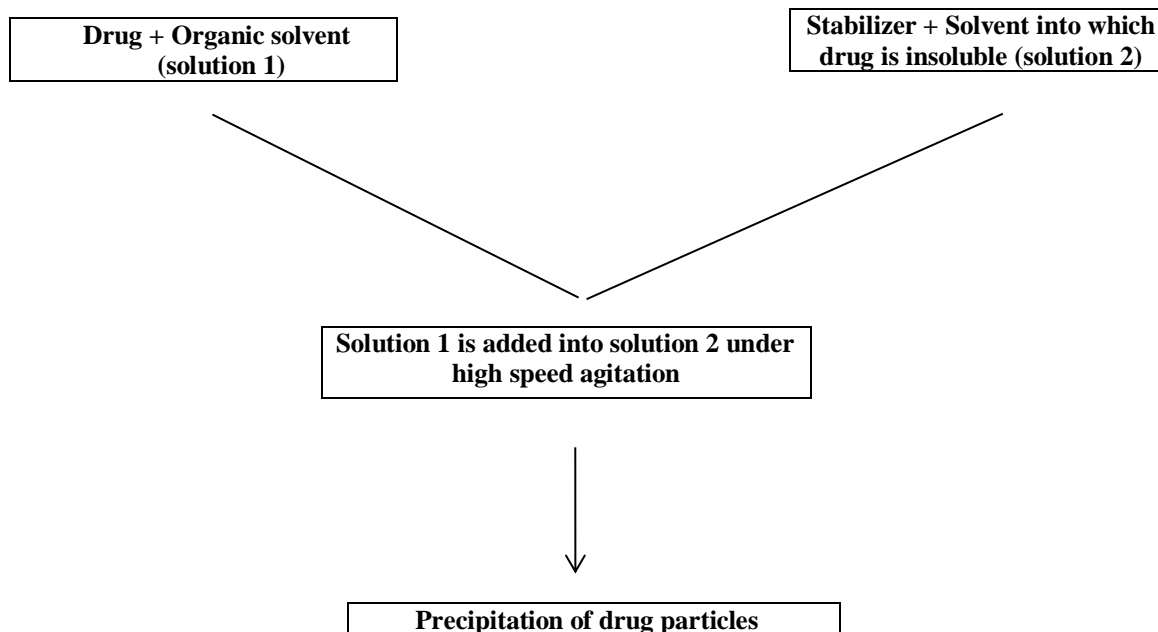 Drug + Organic solvent
(solution 1)
Stabilizer + Solvent into which
drug is insoluble (solution 2)
Solution 1 is added into solution 2 under
high speed agitation
Precipitation of drug particles